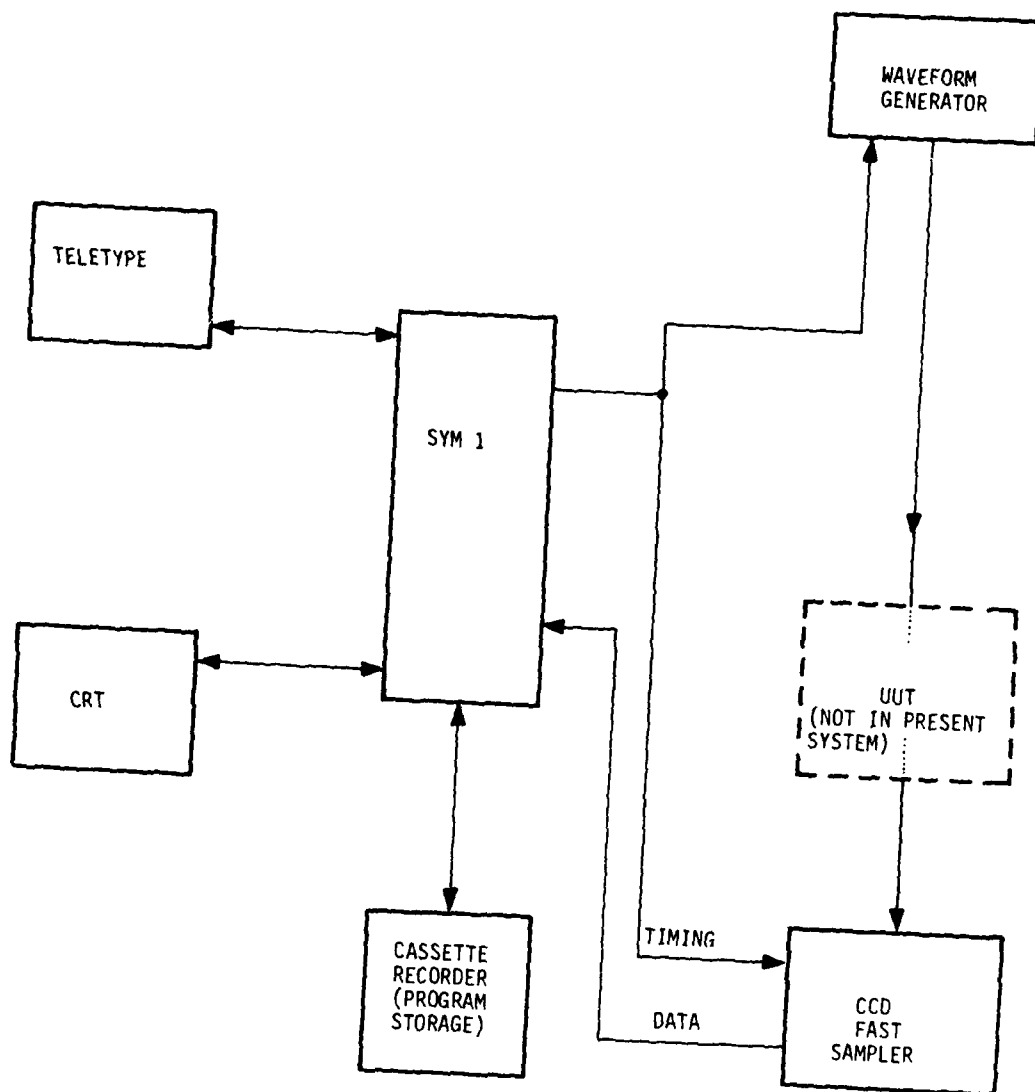 WAVEFORM
GENERATOR
TELETYPE
SYM 1
CRT
UUT
(NOT IN PRESENT
SYSTEM)
CASSETTE
RECORDER
(PROGRAM
STORAGE)
TIMING
DATA
CCD
FAST
SAMPLER